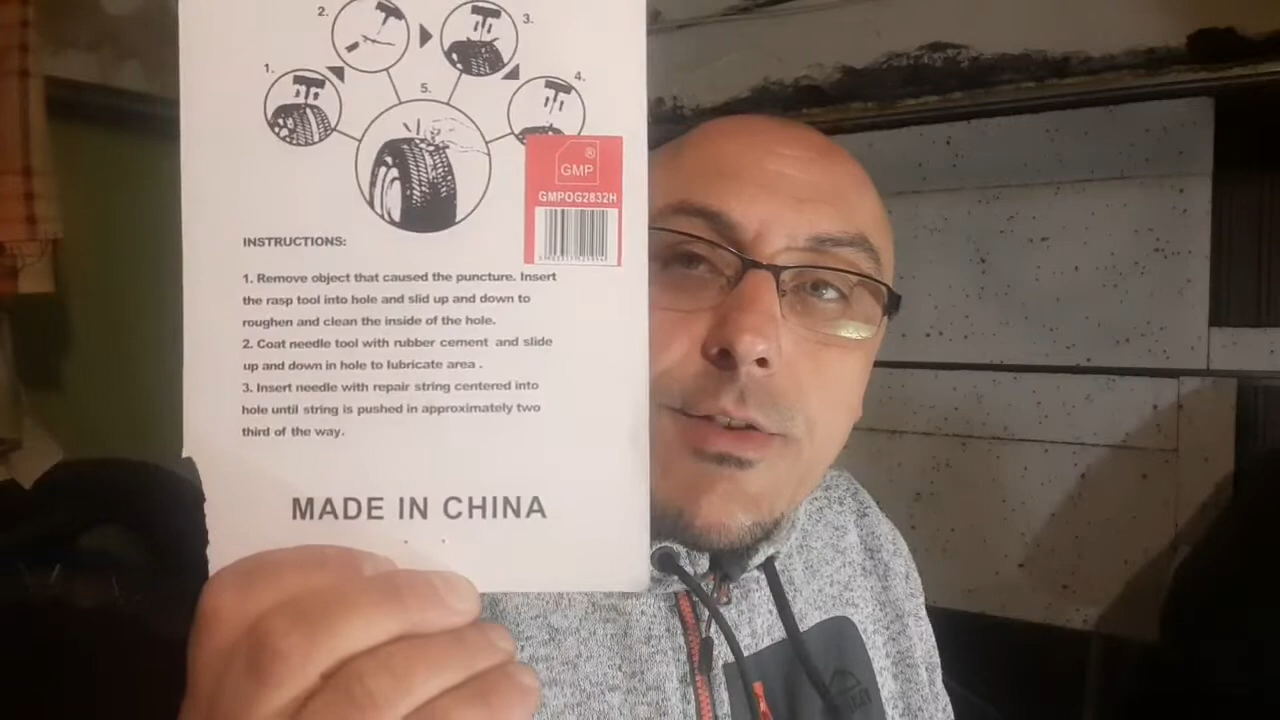 2.
3.
1.
4.
5.
®
GMP
GMPOG2832H
INSTRUCTIONS:
1. Remove object that caused the puncture. Insert
the rasp tool into hole and slid up and down to
roughen and clean the inside of the hole.
2. Coat needle tool with rubber cement and slide
up and down in hole to lubricate area .
3. Insert needle with repair string centered into
hole until string is pushed in approximately two
third of the way.
MADE IN CHINA